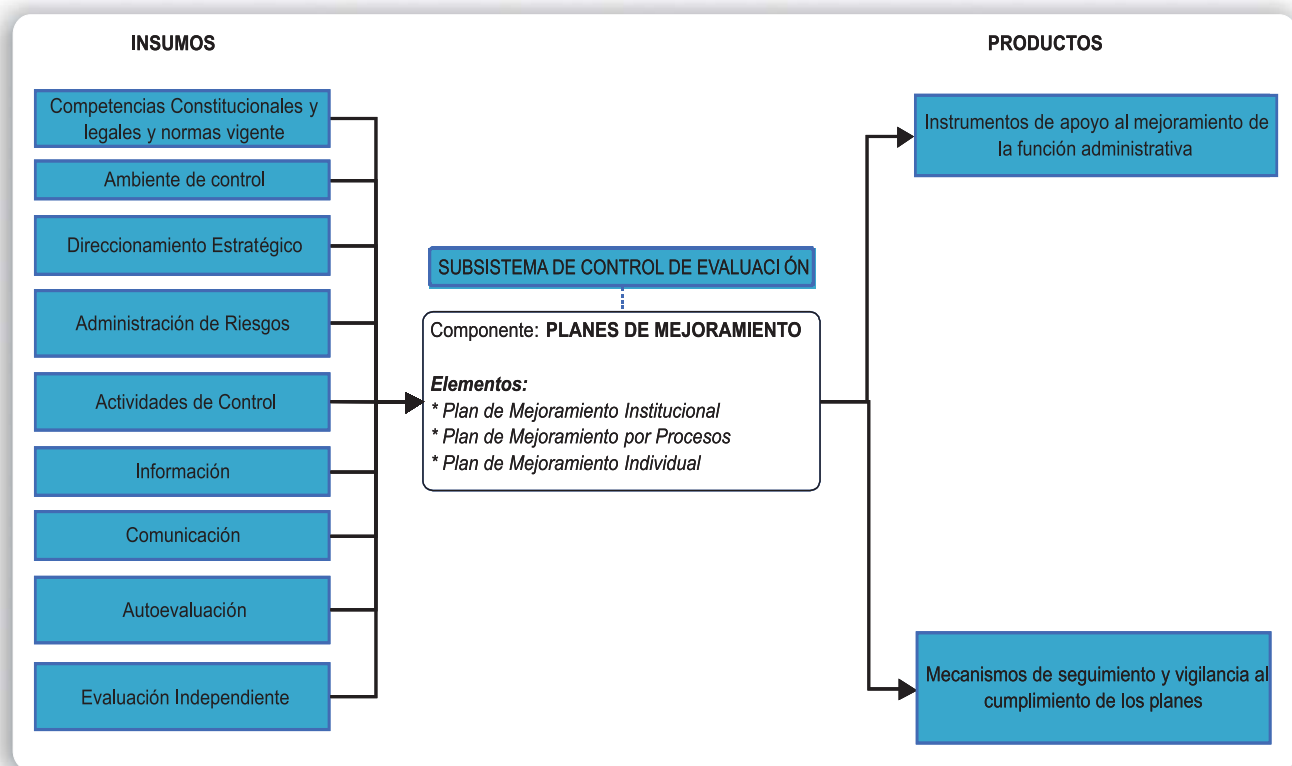 INSUMOS
Competencias Constitucionales y
legales y normas vigente
Ambiente de control
Direccionamiento Estratégico
Administración de Riesgos
Actividades de Control
Información
Comunicación
Autoevaluación
Evaluación Independiente
SUBSISTEMA DE CONTROL DE EVALUACI ÓN
Componente: PLANES DE MEJORAMIENTO
Elementos:
* Plan de Mejoramiento Institucional
* Plan de Mejoramiento por Procesos
* Plan de Mejoramiento Individual
PRODUCTOS
Instrumentos de apoyo al mejoramiento de
la función administrativa
Mecanismos de seguimiento y vigilancia al
cumplimiento de los planes